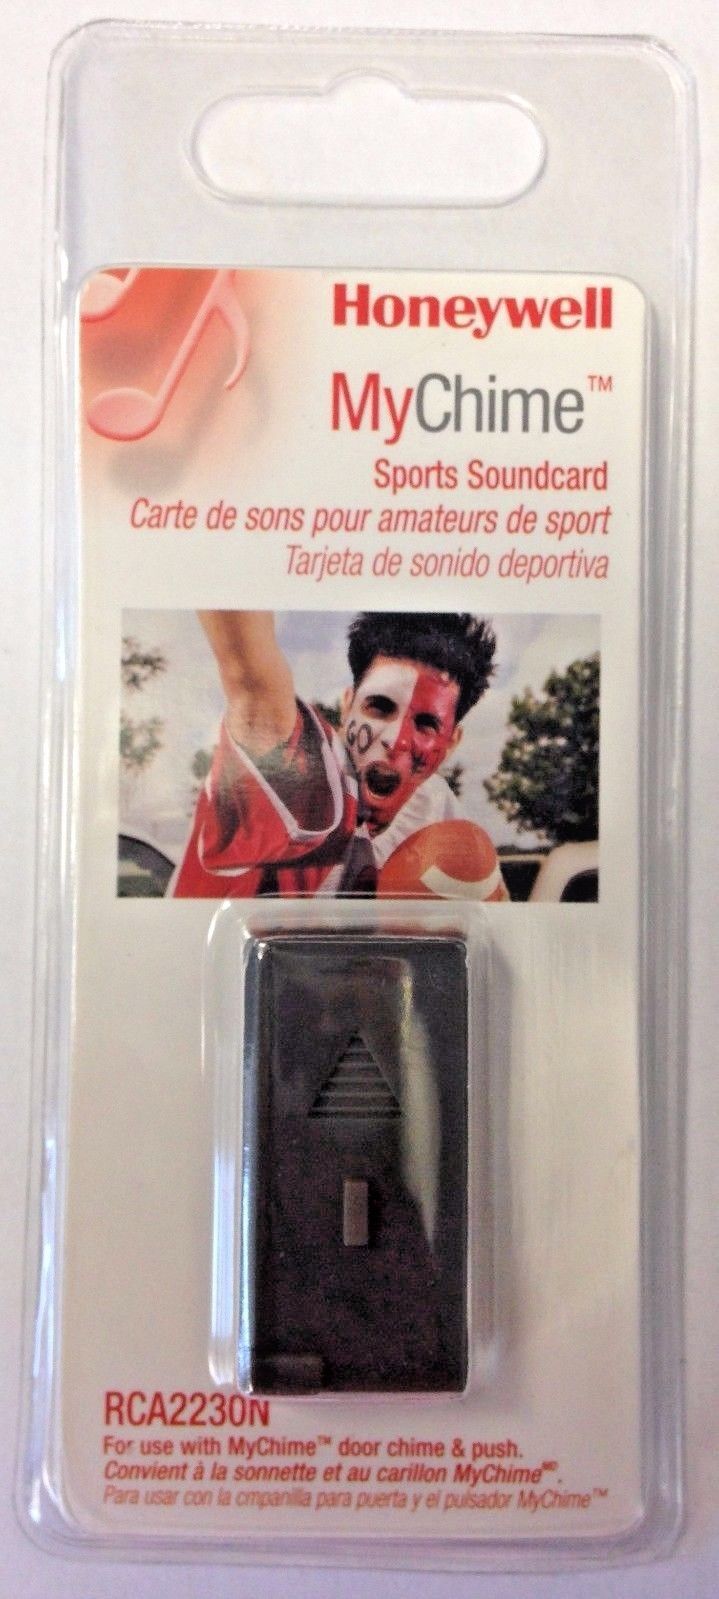 Honeywell
MyChime™
Sports Soundcard
Carte de sons pour amateurs de sport
Tarjeta de sonido deportiva
GO
RCA2230N
For use with MyChime™ door chime & push.
Convient à la sonnette et au carillon MyChimeᴹᴰ.
Para usar con la cmpanilla para puerta y el pulsador MyChime™